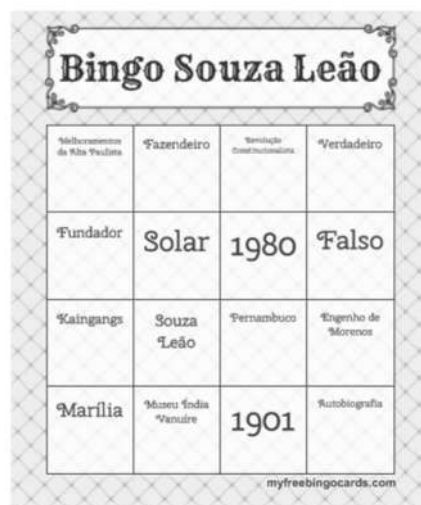 Bingo Souza Leão
Melhoramentos da Alta Paulista
Fazendeiro
Revolução Constitucionalista
Verdadeiro
Fundador
Solar
1980
Falso
Kaingangs
Souza Leão
Pernambuco
Engenho de Morenos
Marília
Museu Índia Vanuíre
1901
Autobiografia
myfreebingocards.com